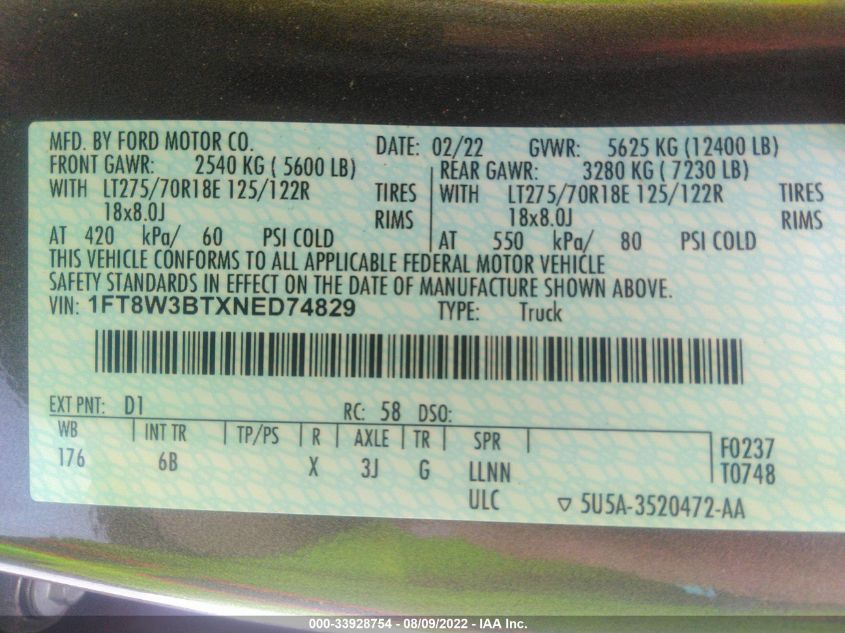 MFD. BY FORD MOTOR CO. DATE: 02/22 GVWR: 5625 KG (12400 LB)
FRONT GAWR: 2540 KG ( 5600 LB) REAR GAWR: 3280 KG ( 7230 LB)
WITH LT275/70R18E 125/122R TIRES WITH LT275/70R18E 125/122R TIRES
18x8.0J RIMS 18x8.0J RIMS
AT 420 kPa/ 60 PSI COLD AT 550 kPa/ 80 PSI COLD
THIS VEHICLE CONFORMS TO ALL APPLICABLE FEDERAL MOTOR VEHICLE
SAFETY STANDARDS IN EFFECT ON THE DATE OF MANUFACTURE SHOWN ABOVE.
VIN: 1FT8W3BTXNED74829 TYPE: Truck
EXT PNT: D1 RC: 58 DSO:
WB INT TR TP/PS R AXLE TR SPR F0237
176 6B X 3J G LLNN T0748
ULC ▽ 5U5A-3520472-AA
000-33928754 - 08/09/2022 - IAA Inc.